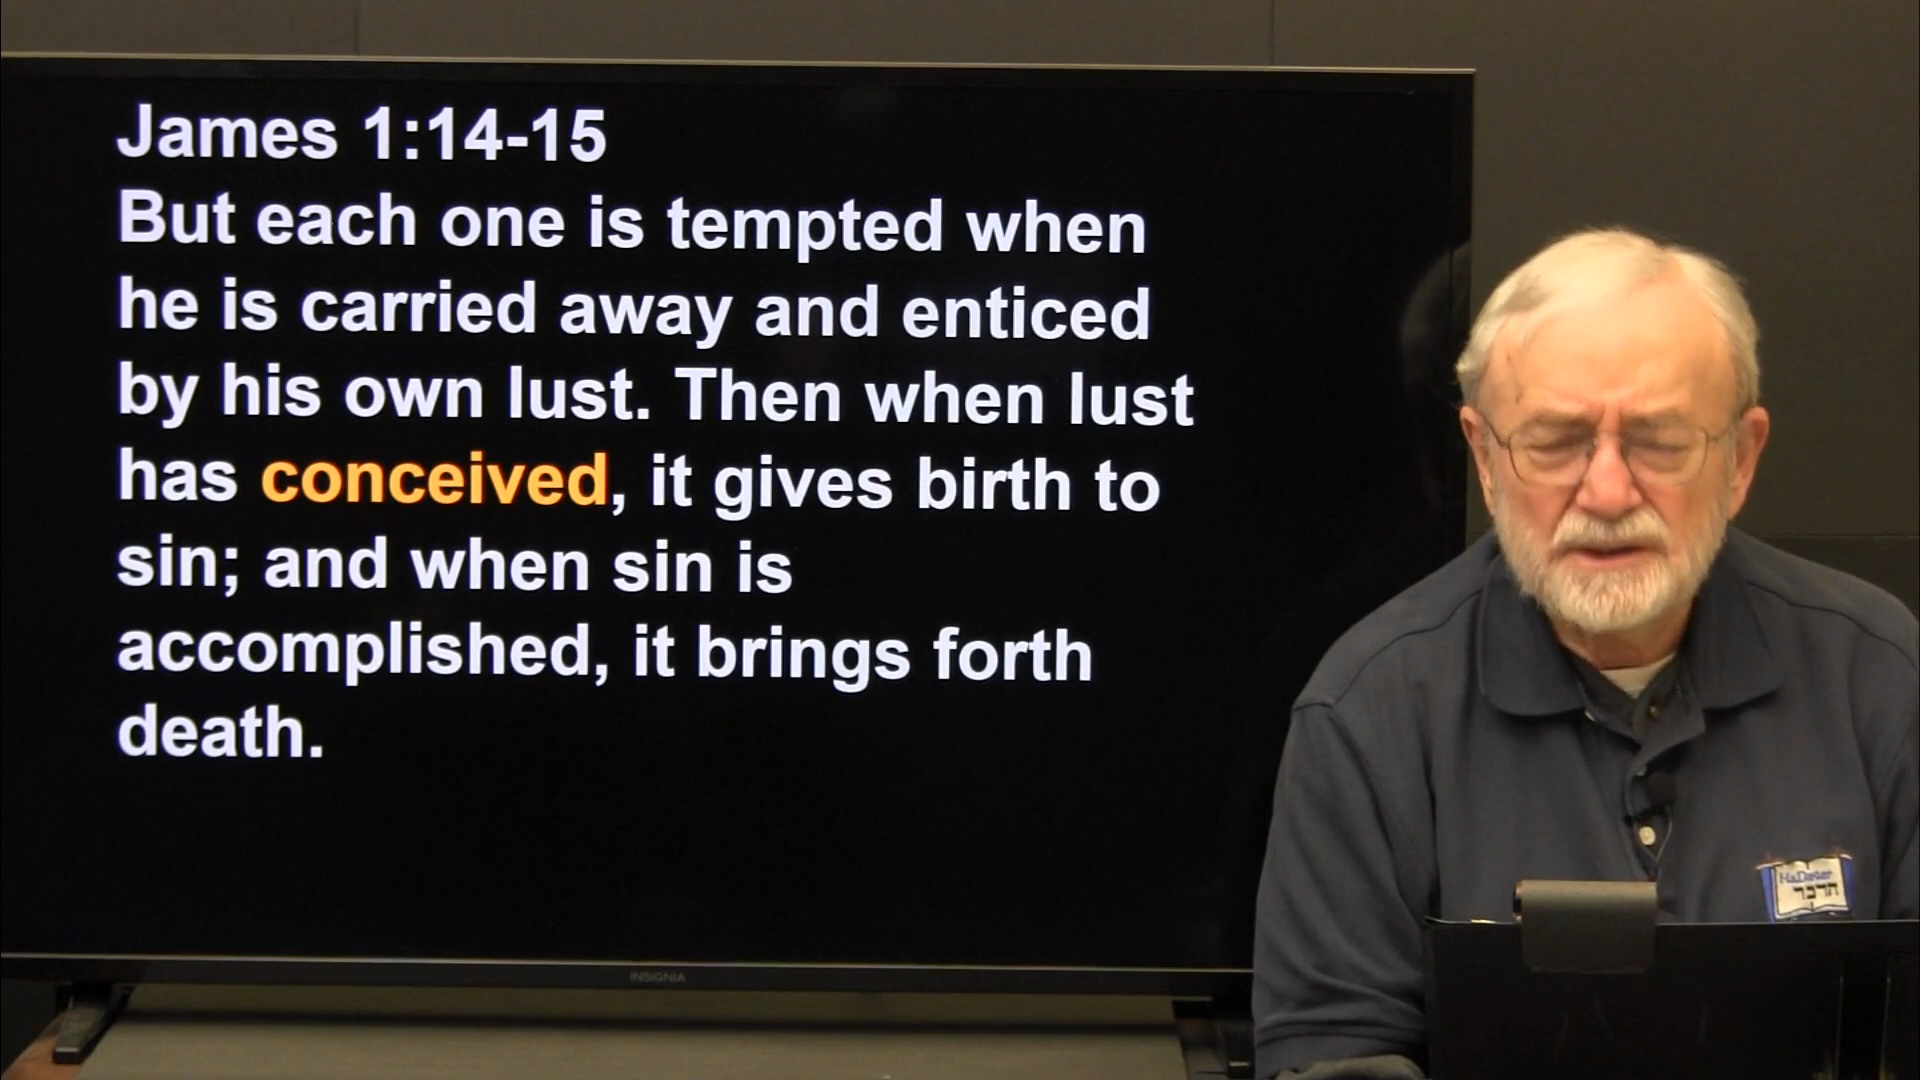 James 1:14-15
But each one is tempted when
he is carried away and enticed
by his own lust. Then when lust
has conceived, it gives birth to
sin; and when sin is
accomplished, it brings forth
death.
INSIGNIA
HaDavar
הדבר